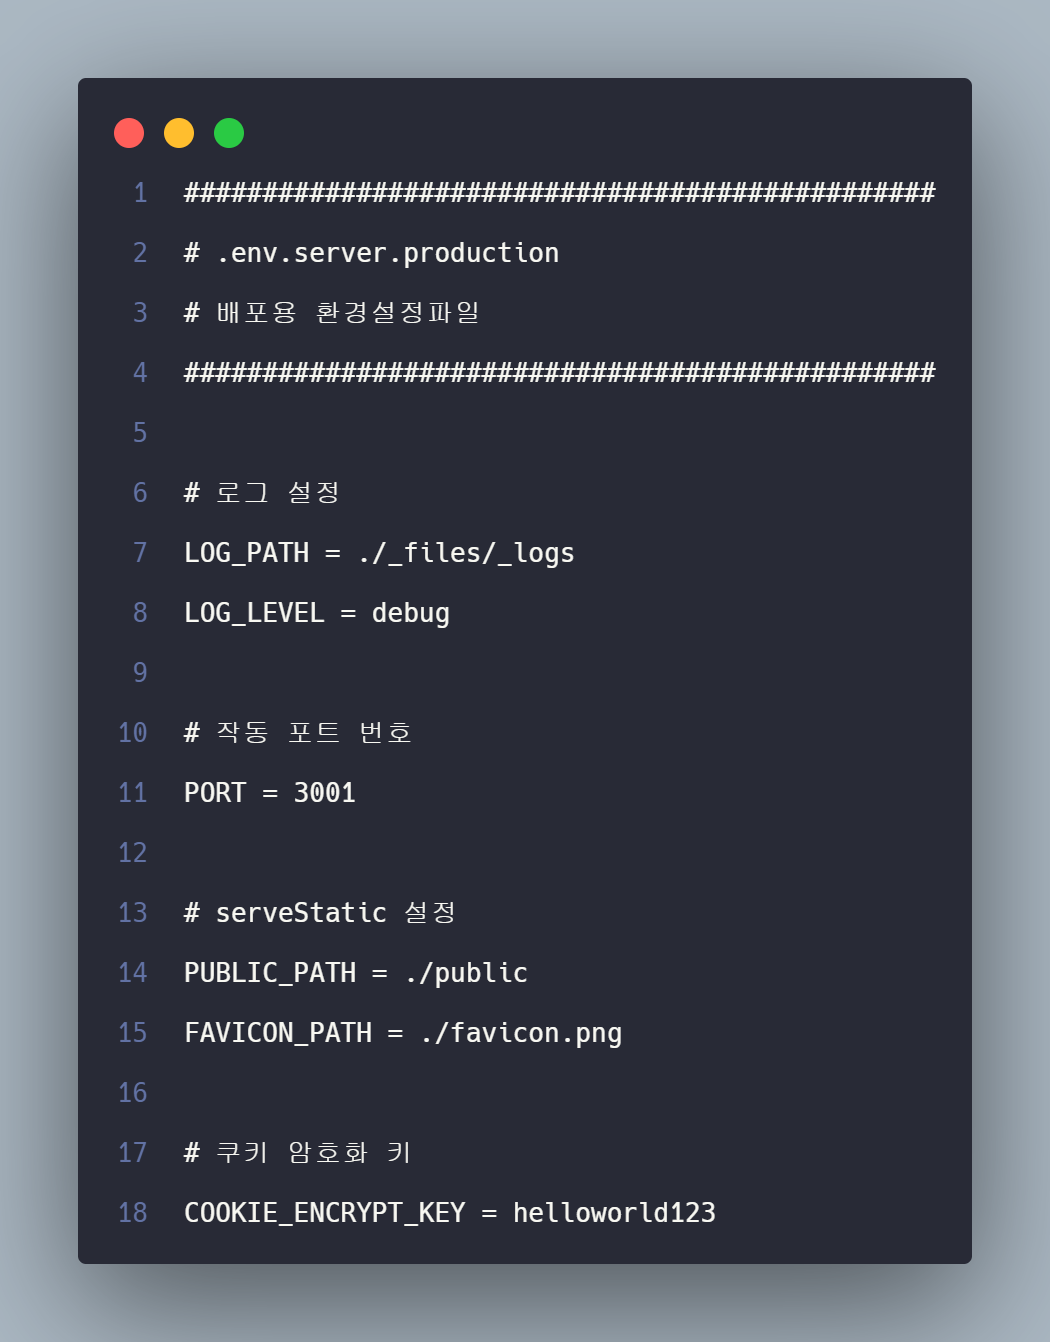 1 ################################################
2 # .env.server.production
3 # 배포용 환경설정파일
4 ################################################
5
6 # 로그 설정
7 LOG_PATH = ./_files/_logs
8 LOG_LEVEL = debug
9
10 # 작동 포트 번호
11 PORT = 3001
12
13 # serveStatic 설정
14 PUBLIC_PATH = ./public
15 FAVICON_PATH = ./favicon.png
16
17 # 쿠키 암호화 키
18 COOKIE_ENCRYPT_KEY = helloworld123